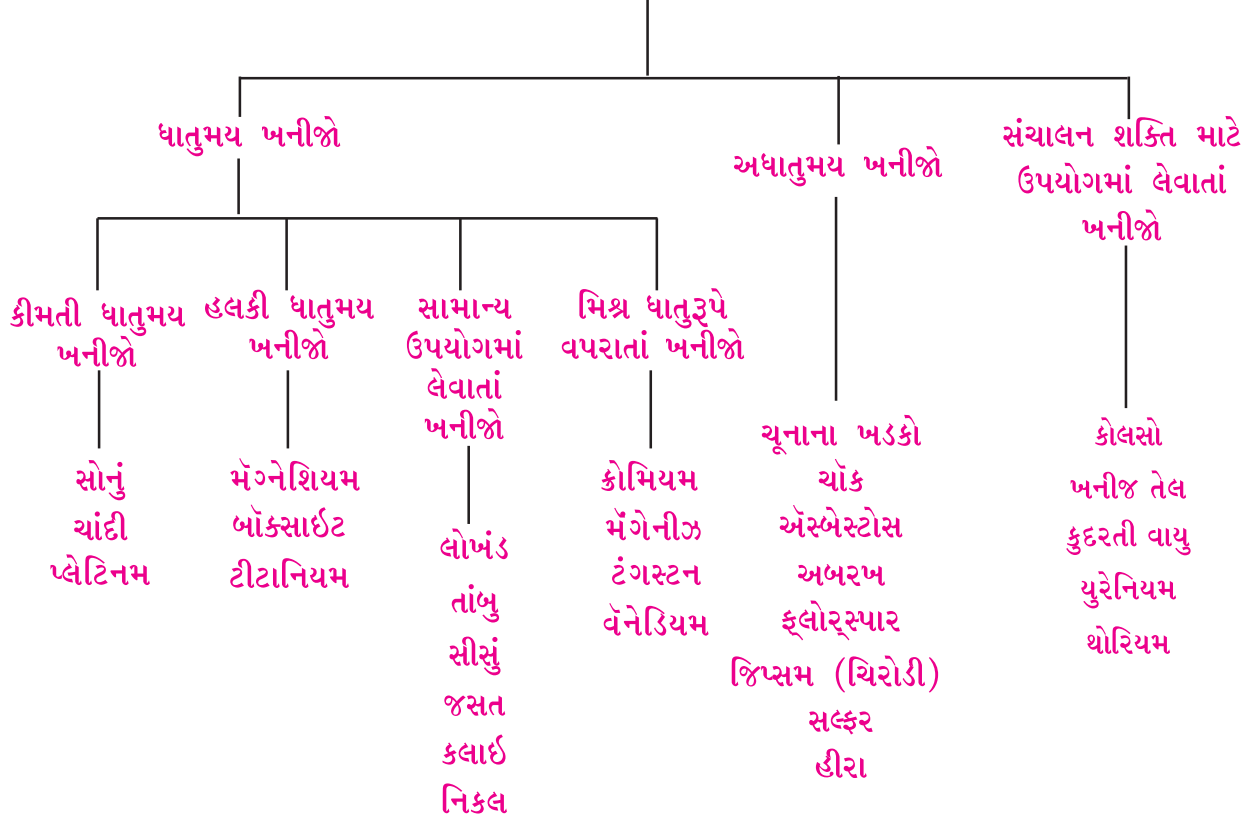 ધાતુમય ખનીજો
અધાતુમય ખનીજો
સંચાલન શક્તિ માટે
ઉપયોગમાં લેવાતાં
ખનીજો
કીમતી ધાતુમય
ખનીજો
હલકી ધાતુમય
ખનીજો
સામાન્ય
ઉપયોગમાં
લેવાતાં
ખનીજો
મિશ્ર ધાતુરૂપે
વપરાતાં ખનીજો
સોનું
ચાંદી
પ્લેટિનમ
મૅગ્નેશિયમ
બૉક્સાઇટ
ટીટાનિયમ
લોખંડ
તાંબુ
સીસું
જસત
કલાઇ
નિકલ
ક્રોમિયમ
મૅંગેનીઝ
ટંગસ્ટન
વૅનેડિયમ
ચૂનાના ખડકો
ચૉક
ઍસ્બેસ્ટોસ
અબરખ
ફ્લોર્‌સ્પાર
જિપ્સમ (ચિરોડી)
સલ્ફર
હીરા
કોલસો
ખનીજ તેલ
કુદરતી વાયુ
યુરેનિયમ
થોરિયમ